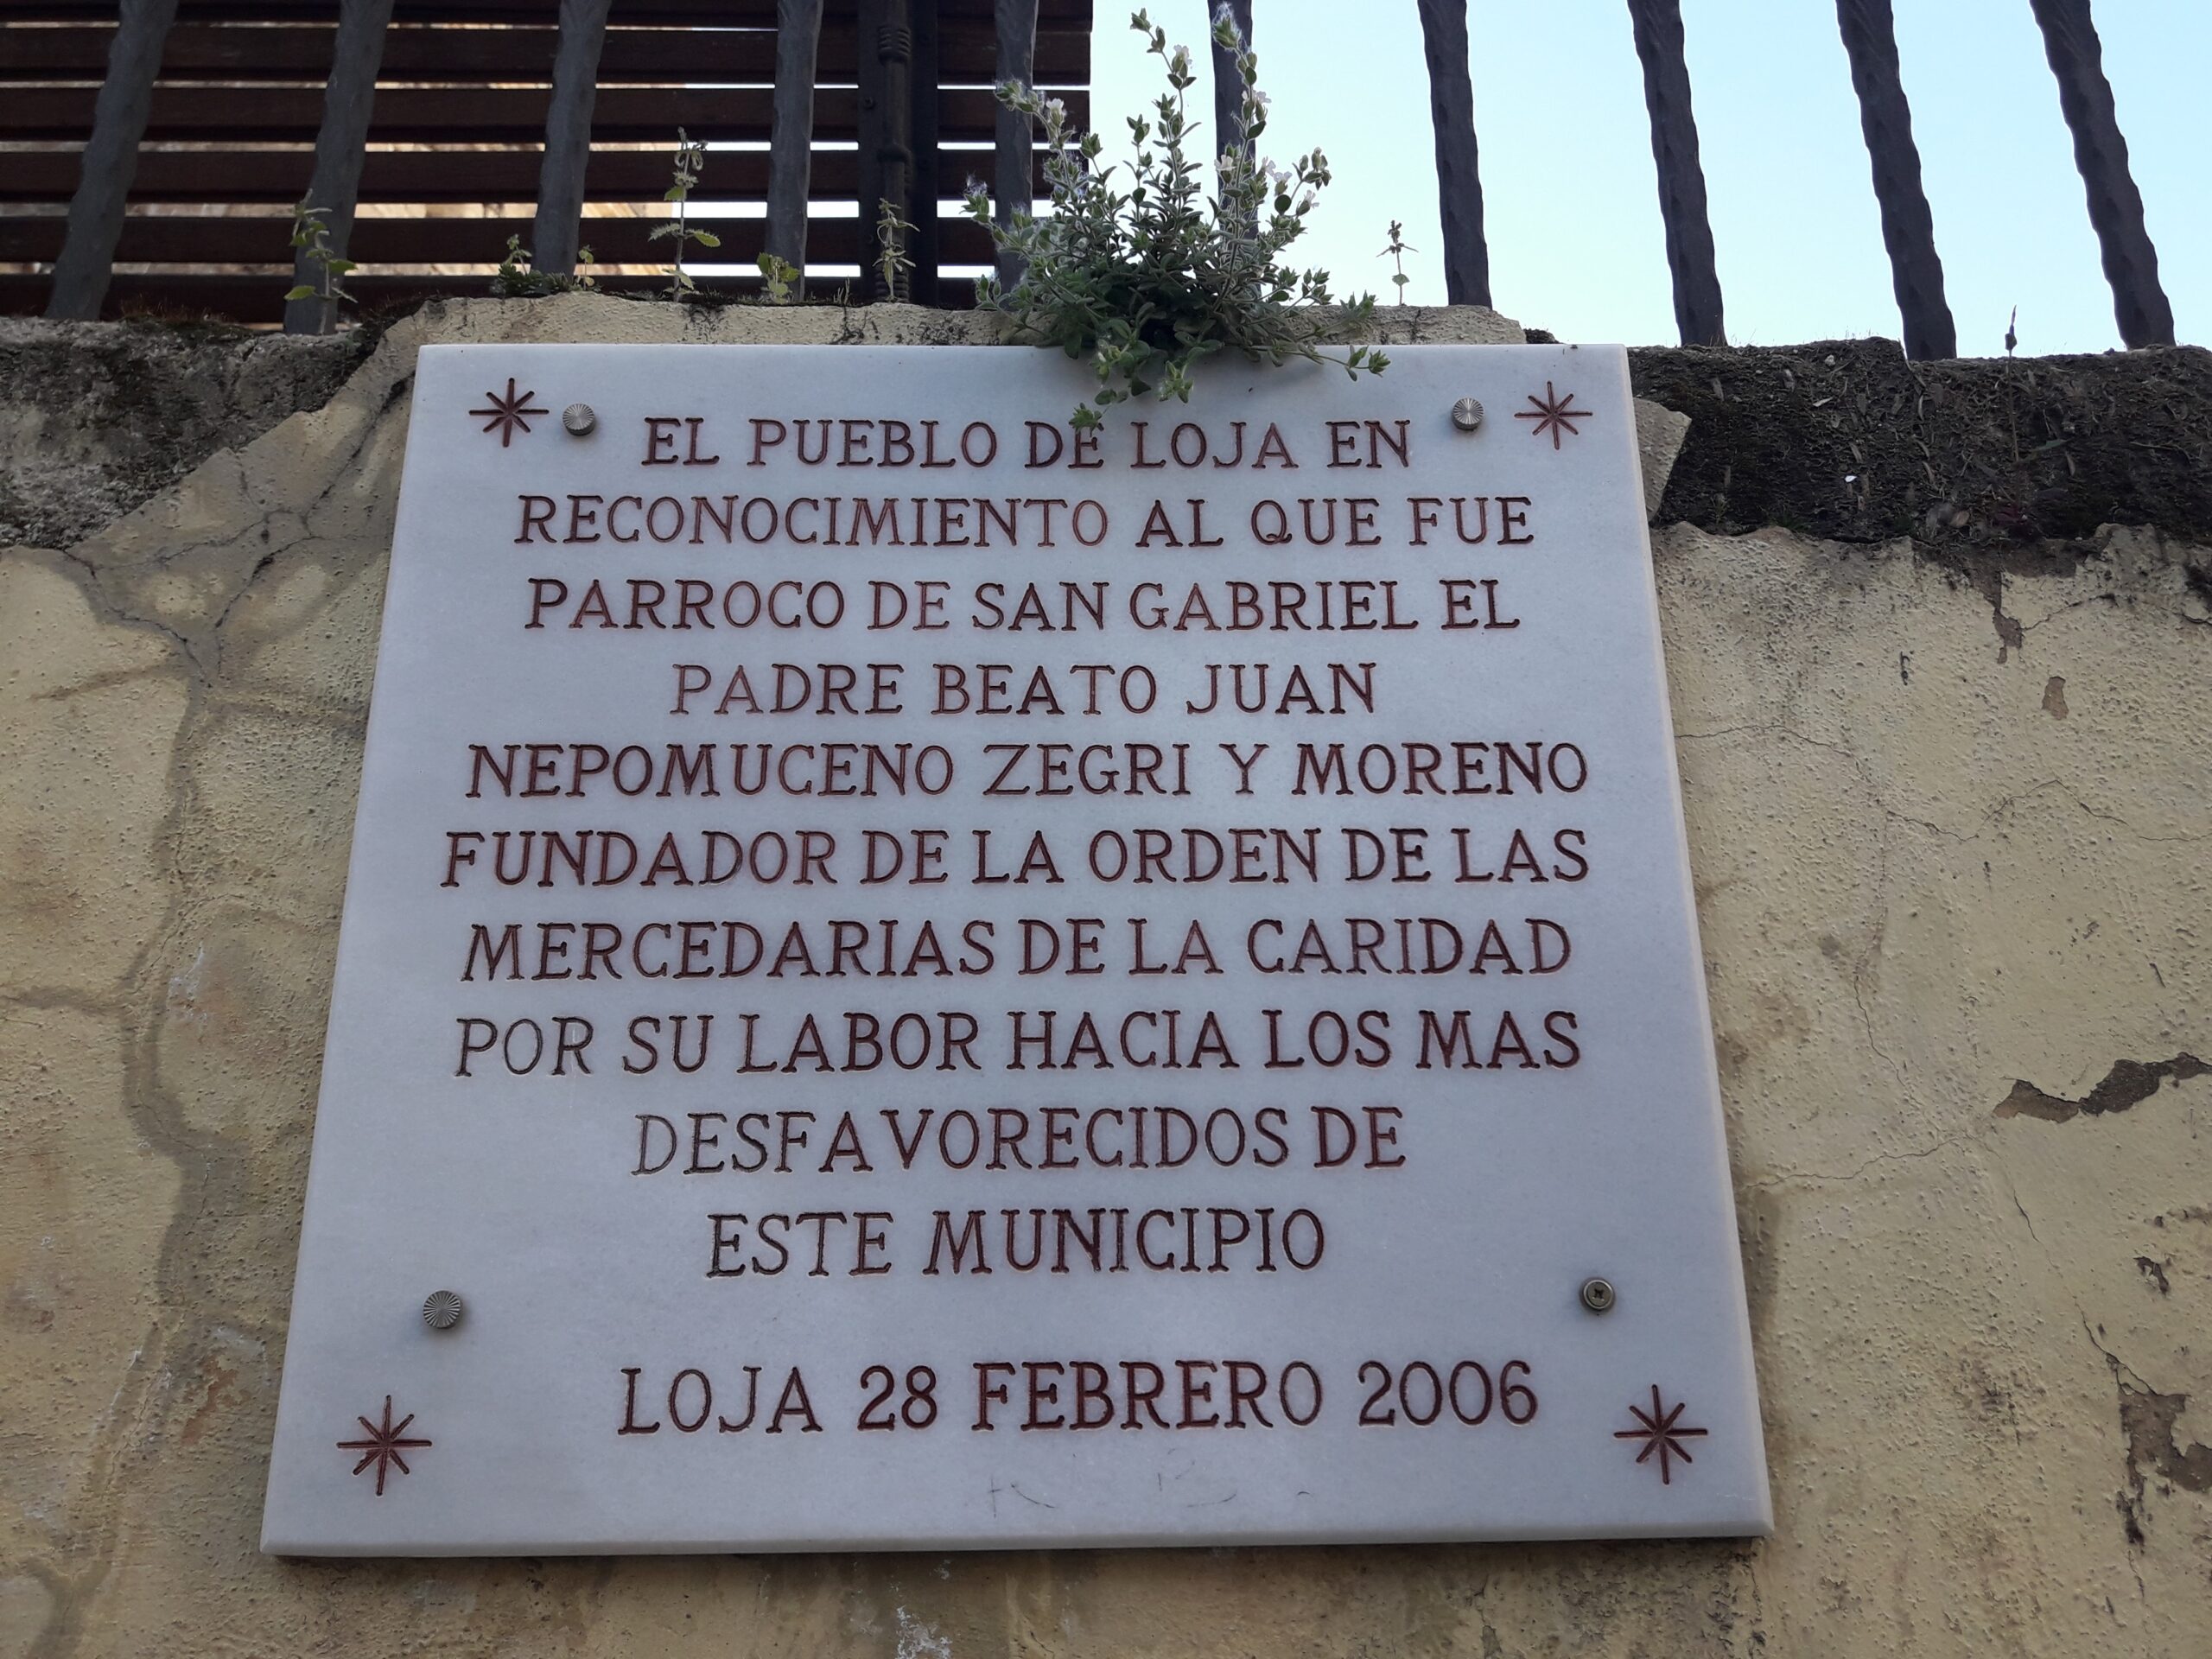 EL PUEBLO DE LOJA EN
RECONOCIMIENTO AL QUE FUE
PARROCO DE SAN GABRIEL EL
PADRE BEATO JUAN
NEPOMUCENO ZEGRI Y MORENO
FUNDADOR DE LA ORDEN DE LAS
MERCEDARIAS DE LA CARIDAD
POR SU LABOR HACIA LOS MAS
DESFAVORECIDOS DE
ESTE MUNICIPIO
LOJA 28 FEBRERO 2006